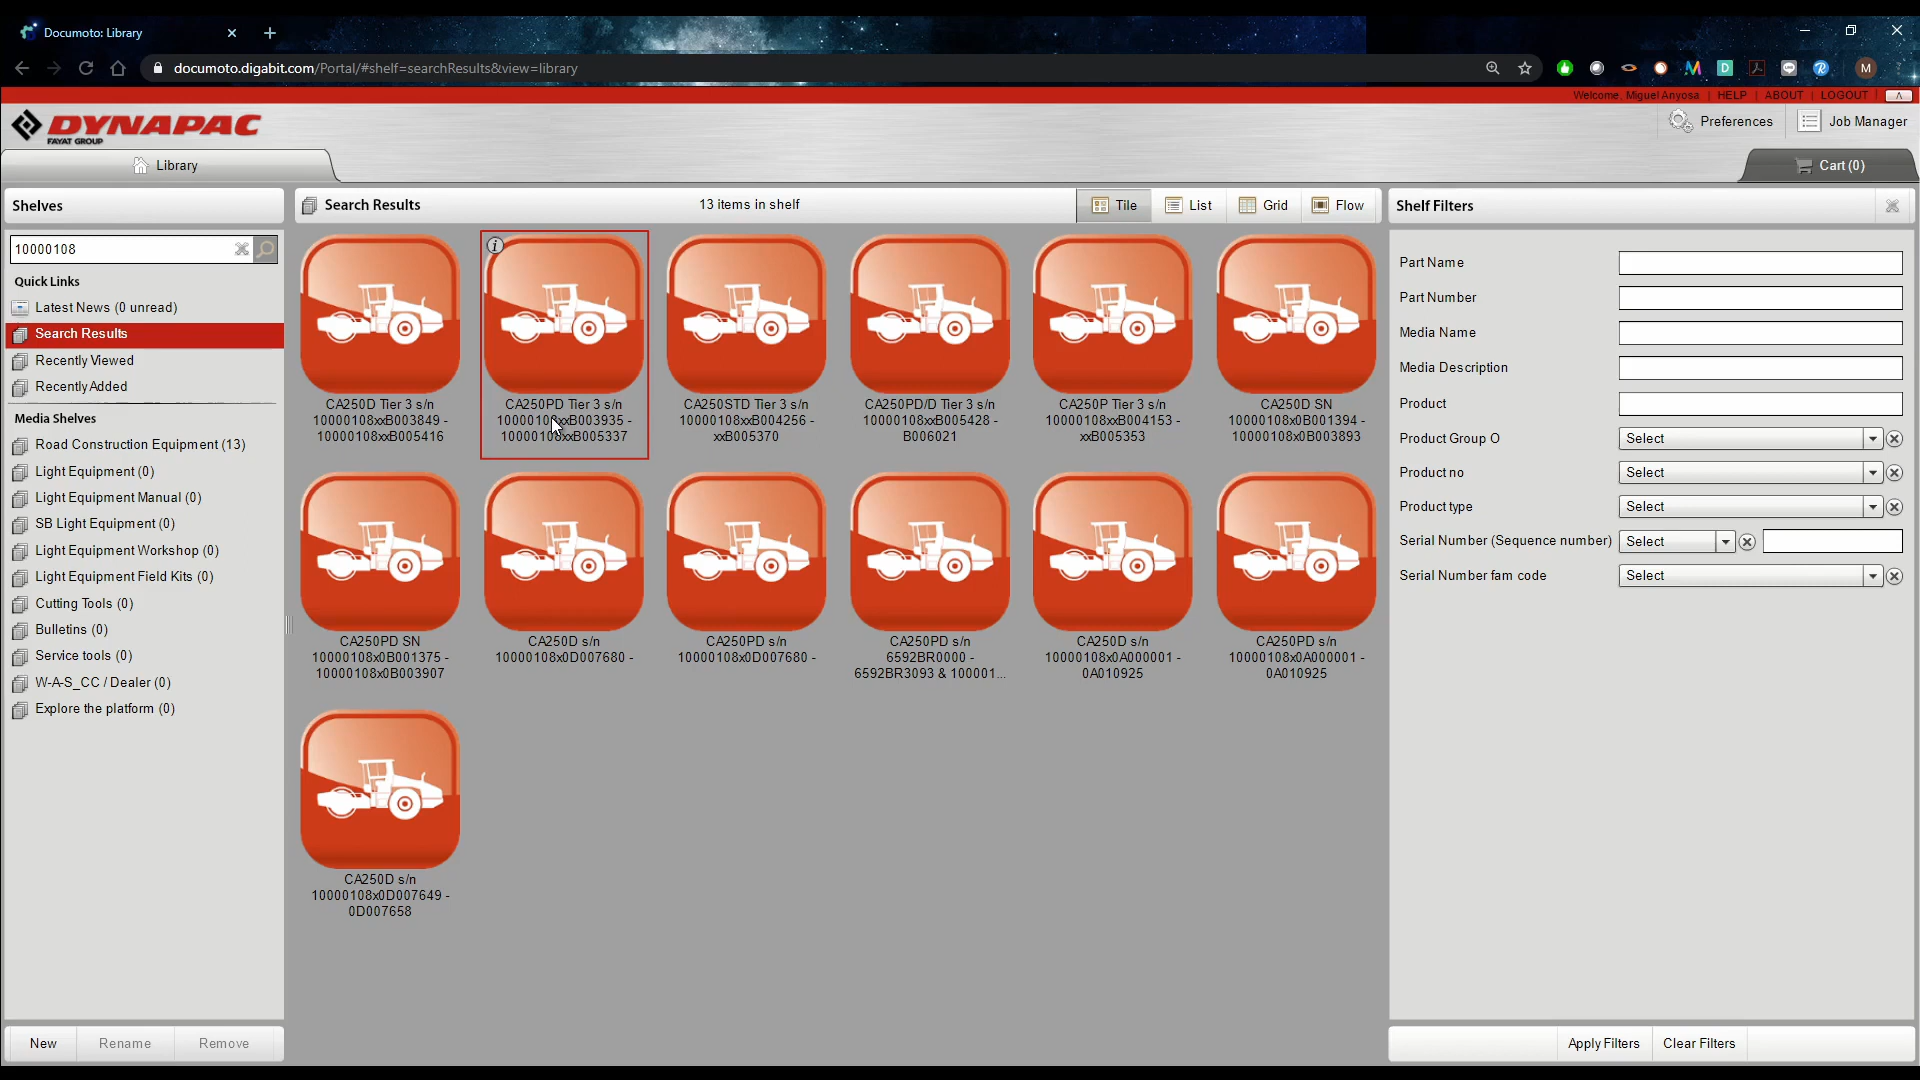 Documoto: Library
documoto.digabit.com/Portal/#shelf=searchResults&view=library
M
Welcome, Miguel Anyosa | HELP | ABOUT | LOGOUT
DYNAPAC
FAYAT GROUP
Preferences
Job Manager
Library
Cart (0)
Shelves
Search Results
13 items in shelf
Tile
List
Grid
Flow
Shelf Filters
10000108
Quick Links
Latest News (0 unread)
Search Results
Recently Viewed
Recently Added
Media Shelves
Road Construction Equipment (13)
Light Equipment (0)
Light Equipment Manual (0)
SB Light Equipment (0)
Light Equipment Workshop (0)
Light Equipment Field Kits (0)
Cutting Tools (0)
Bulletins (0)
Service tools (0)
W-A-S_CC / Dealer (0)
Explore the platform (0)
New
Rename
Remove
CA250D Tier 3 s/n
10000108xxB003849 -
10000108xxB005416
CA250PD Tier 3 s/n
10000108xxB003935 -
10000108xxB005337
CA250STD Tier 3 s/n
10000108xxB004256 -
xxB005370
CA250PD/D Tier 3 s/n
10000108xxB005428 -
B006021
CA250P Tier 3 s/n
10000108xxB004153 -
xxB005353
CA250D SN
10000108x0B001394 -
10000108x0B003893
CA250PD SN
10000108x0B001375 -
10000108x0B003907
CA250D s/n
10000108x0D007680 -
CA250PD s/n
10000108x0D007680 -
CA250PD s/n
6592BR0000 -
6592BR3093 & 100001...
CA250D s/n
10000108x0A000001 -
0A010925
CA250PD s/n
10000108x0A000001 -
0A010925
CA250D s/n
10000108x0D007649 -
0D007658
Part Name
Part Number
Media Name
Media Description
Product
Product Group O Select
Product no Select
Product type Select
Serial Number (Sequence number) Select
Serial Number fam code Select
Apply Filters
Clear Filters